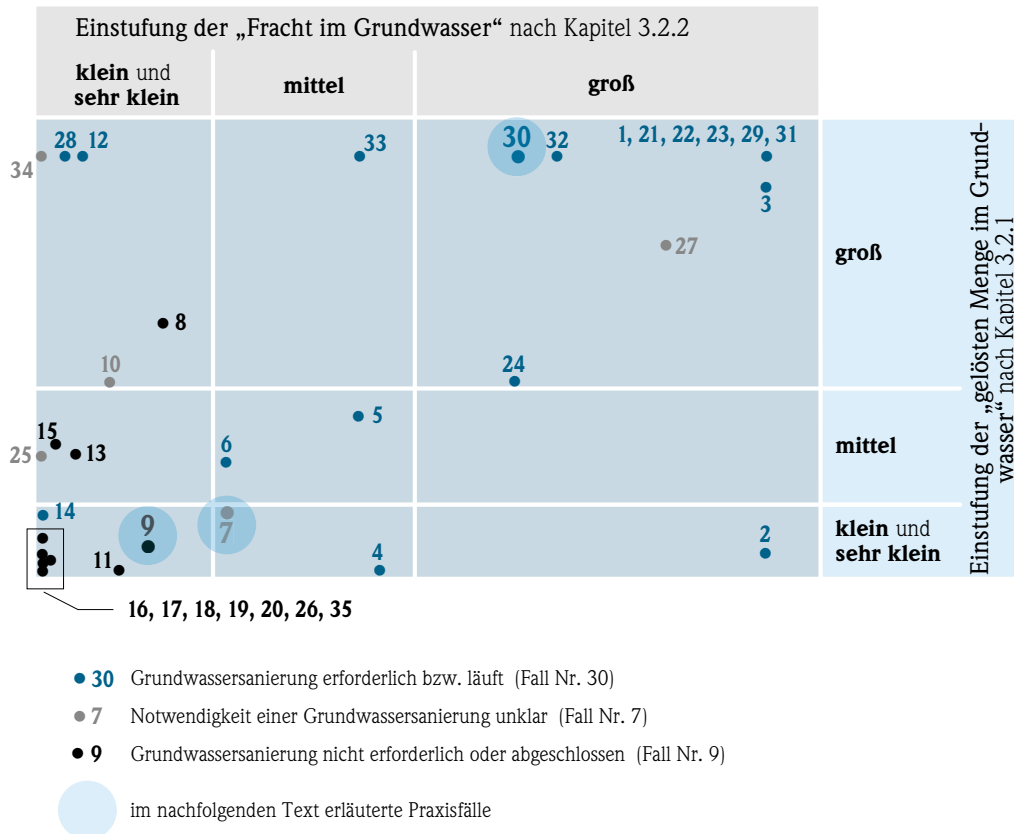 Einstufung der „Fracht im Grundwasser“ nach Kapitel 3.2.2
klein und
sehr klein
mittel
groß
28
12
33
30
32
1, 21, 22, 23, 29, 31
34
3
27
groß
8
10
24
15
13
25
5
6
mittel
14
9
7
11
4
2
klein und
sehr klein
Einstufung der „gelösten Menge im Grund-
wasser“ nach Kapitel 3.2.1
16, 17, 18, 19, 20, 26, 35
30 Grundwassersanierung erforderlich bzw. läuft (Fall Nr. 30)
7 Notwendigkeit einer Grundwassersanierung unklar (Fall Nr. 7)
9 Grundwassersanierung nicht erforderlich oder abgeschlossen (Fall Nr. 9)
im nachfolgenden Text erläuterte Praxisfälle